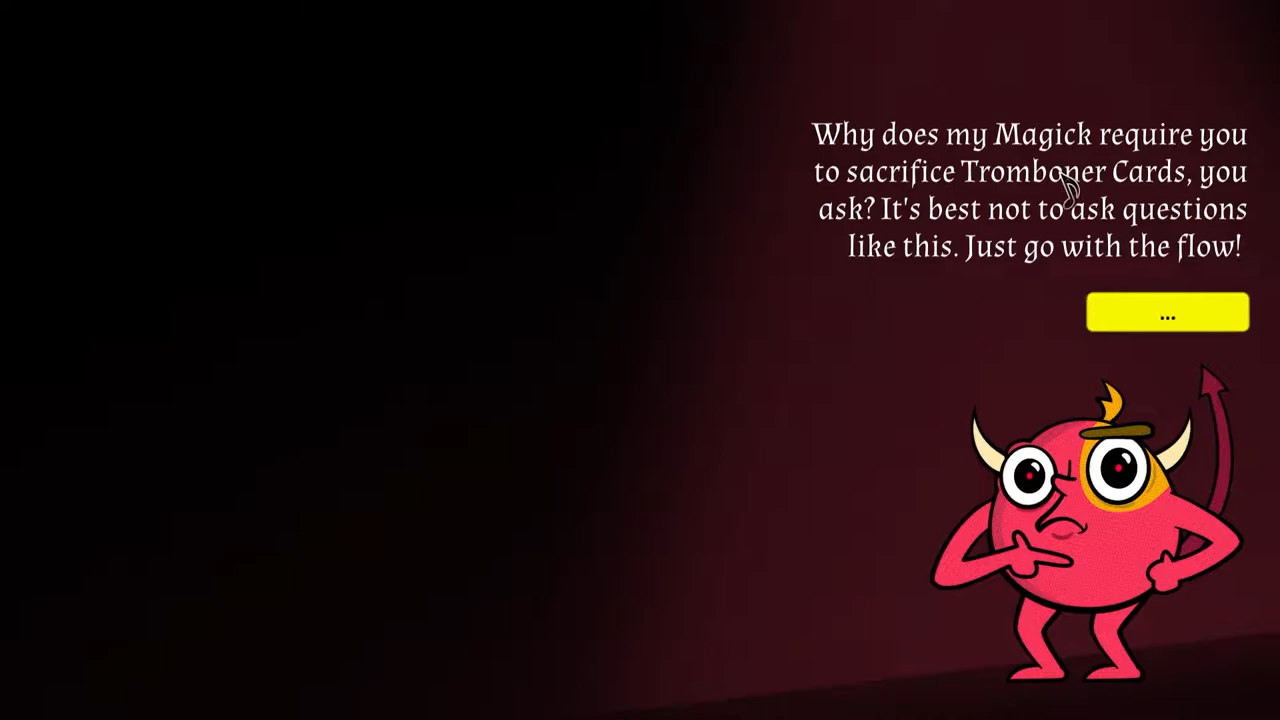 Why does my Magick require you
to sacrifice Tromboner Cards, you
ask? It's best not to ask questions
like this. Just go with the flow!
...